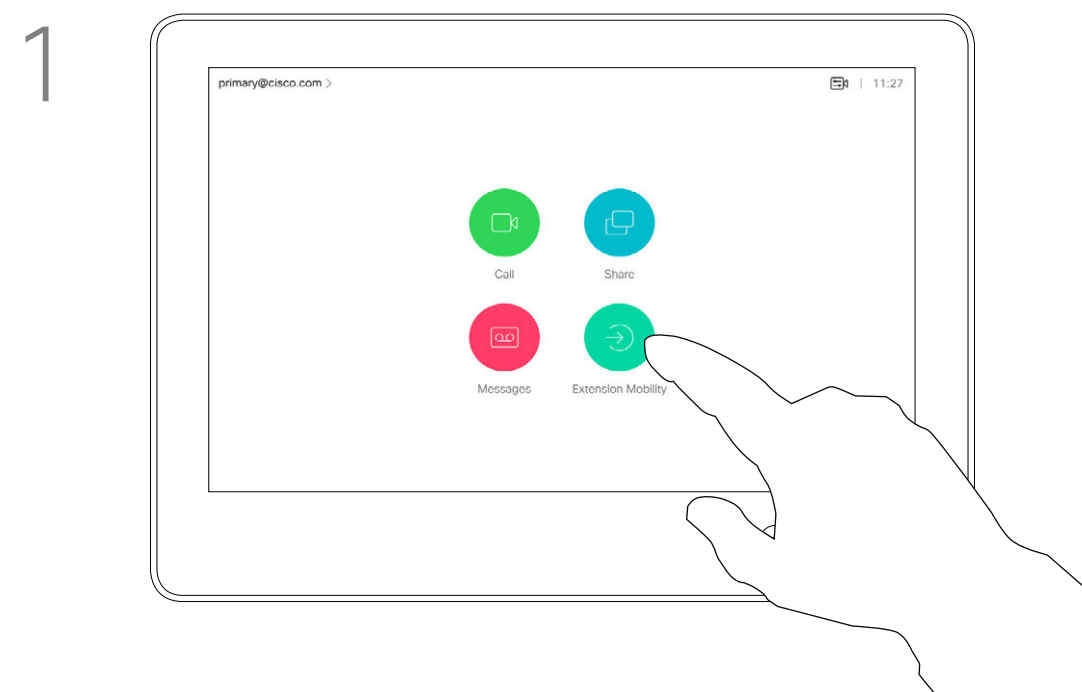 1
primary@cisco.com >
| 11:27
Call
Share
Messages
Extension Mobility